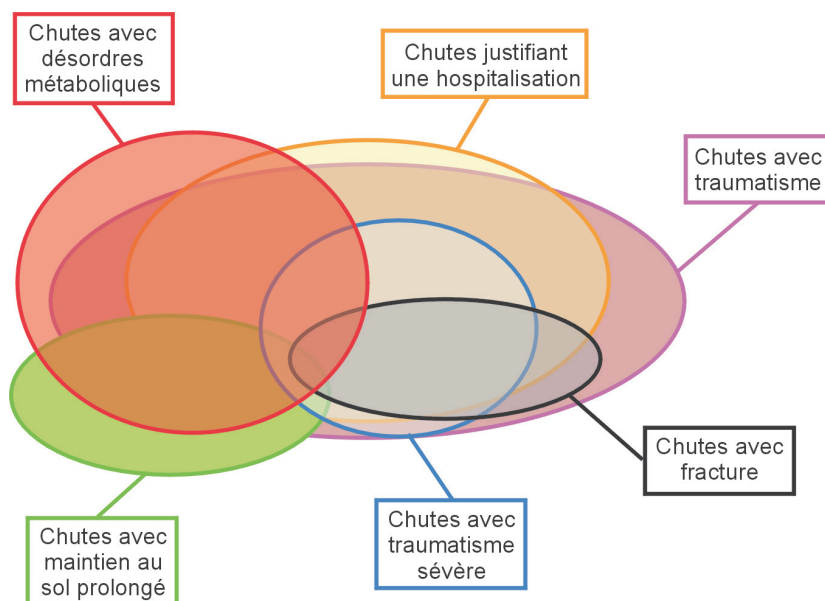 Chutes avec
désordres
métaboliques
Chutes justifiant
une hospitalisation
Chutes avec
traumatisme
Chutes avec
fracture
Chutes avec
traumatisme
sévère
Chutes avec
maintien au
sol prolongé